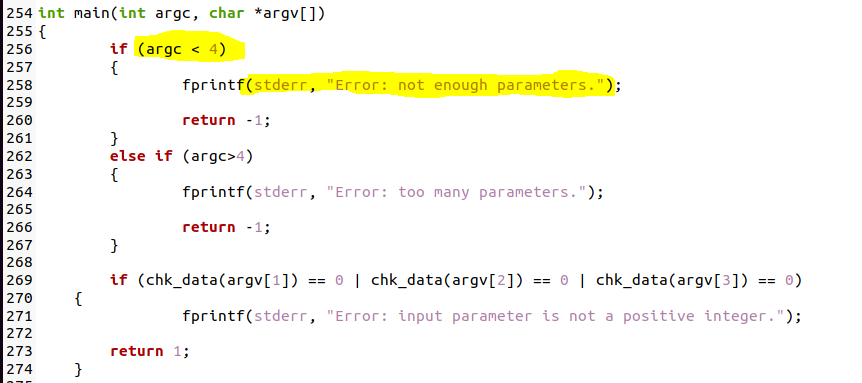 254 int main(int argc, char *argv[])
255 {
256 if (argc < 4)
257 {
258 fprintf(stderr, "Error: not enough parameters.");
259
260 return -1;
261 }
262 else if (argc>4)
263 {
264 fprintf(stderr, "Error: too many parameters.");
265
266 return -1;
267 }
268
269 if (chk_data(argv[1]) == 0 | chk_data(argv[2]) == 0 | chk_data(argv[3]) == 0)
270 {
271 fprintf(stderr, "Error: input parameter is not a positive integer.");
272
273 return 1;
274 }